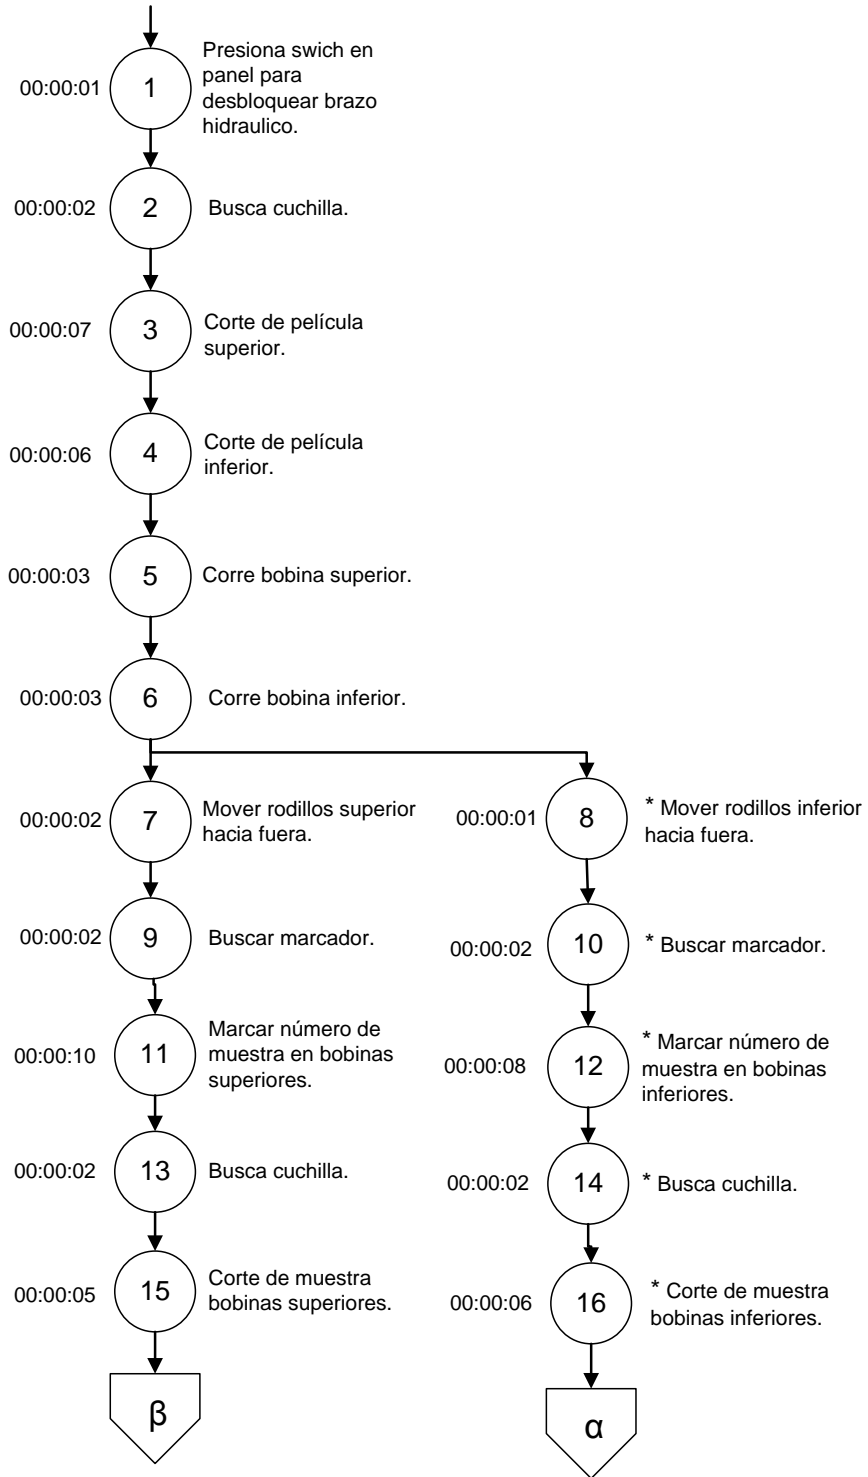 00:00:01
1
Presiona swich en
panel para
desbloquear brazo
hidraulico.
00:00:02
2
Busca cuchilla.
00:00:07
3
Corte de película
superior.
00:00:06
4
Corte de película
inferior.
00:00:03
5
Corre bobina superior.
00:00:03
6
Corre bobina inferior.
00:00:02
7
Mover rodillos superior
hacia fuera.
00:00:01
8
* Mover rodillos inferior
hacia fuera.
00:00:02
9
Buscar marcador.
00:00:02
10
* Buscar marcador.
00:00:10
11
Marcar número de
muestra en bobinas
superiores.
00:00:08
12
* Marcar número de
muestra en bobinas
inferiores.
00:00:02
13
Busca cuchilla.
00:00:02
14
* Busca cuchilla.
00:00:05
15
Corte de muestra
bobinas superiores.
00:00:06
16
* Corte de muestra
bobinas inferiores.
β
α